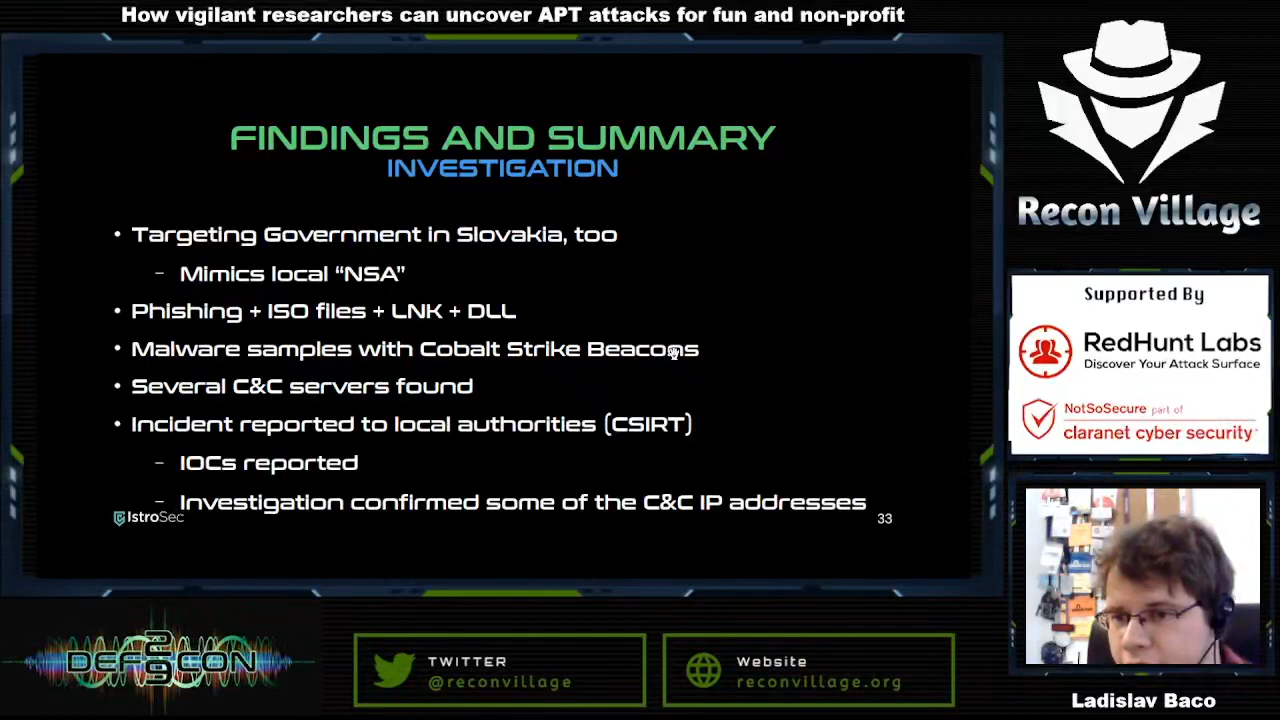 How vigilant researchers can uncover APT attacks for fun and non-profit
FINDINGS AND SUMMARY
INVESTIGATION
• Targeting Government in Slovakia, too
– Mimics local “NSA”
• Phishing + ISO files + LNK + DLL
• Malware samples with Cobalt Strike Beacons
• Several C&C servers found
• Incident reported to local authorities (CSIRT)
– IOCs reported
– Investigation confirmed some of the C&C IP addresses
IstroSec
33
Recon Village
Supported By
RedHunt Labs
Discover Your Attack Surface
NotSoSecure part of
claranet cyber security
DEFCON
29
TWITTER
@reconvillage
Website
reconvillage.org
Ladislav Baco